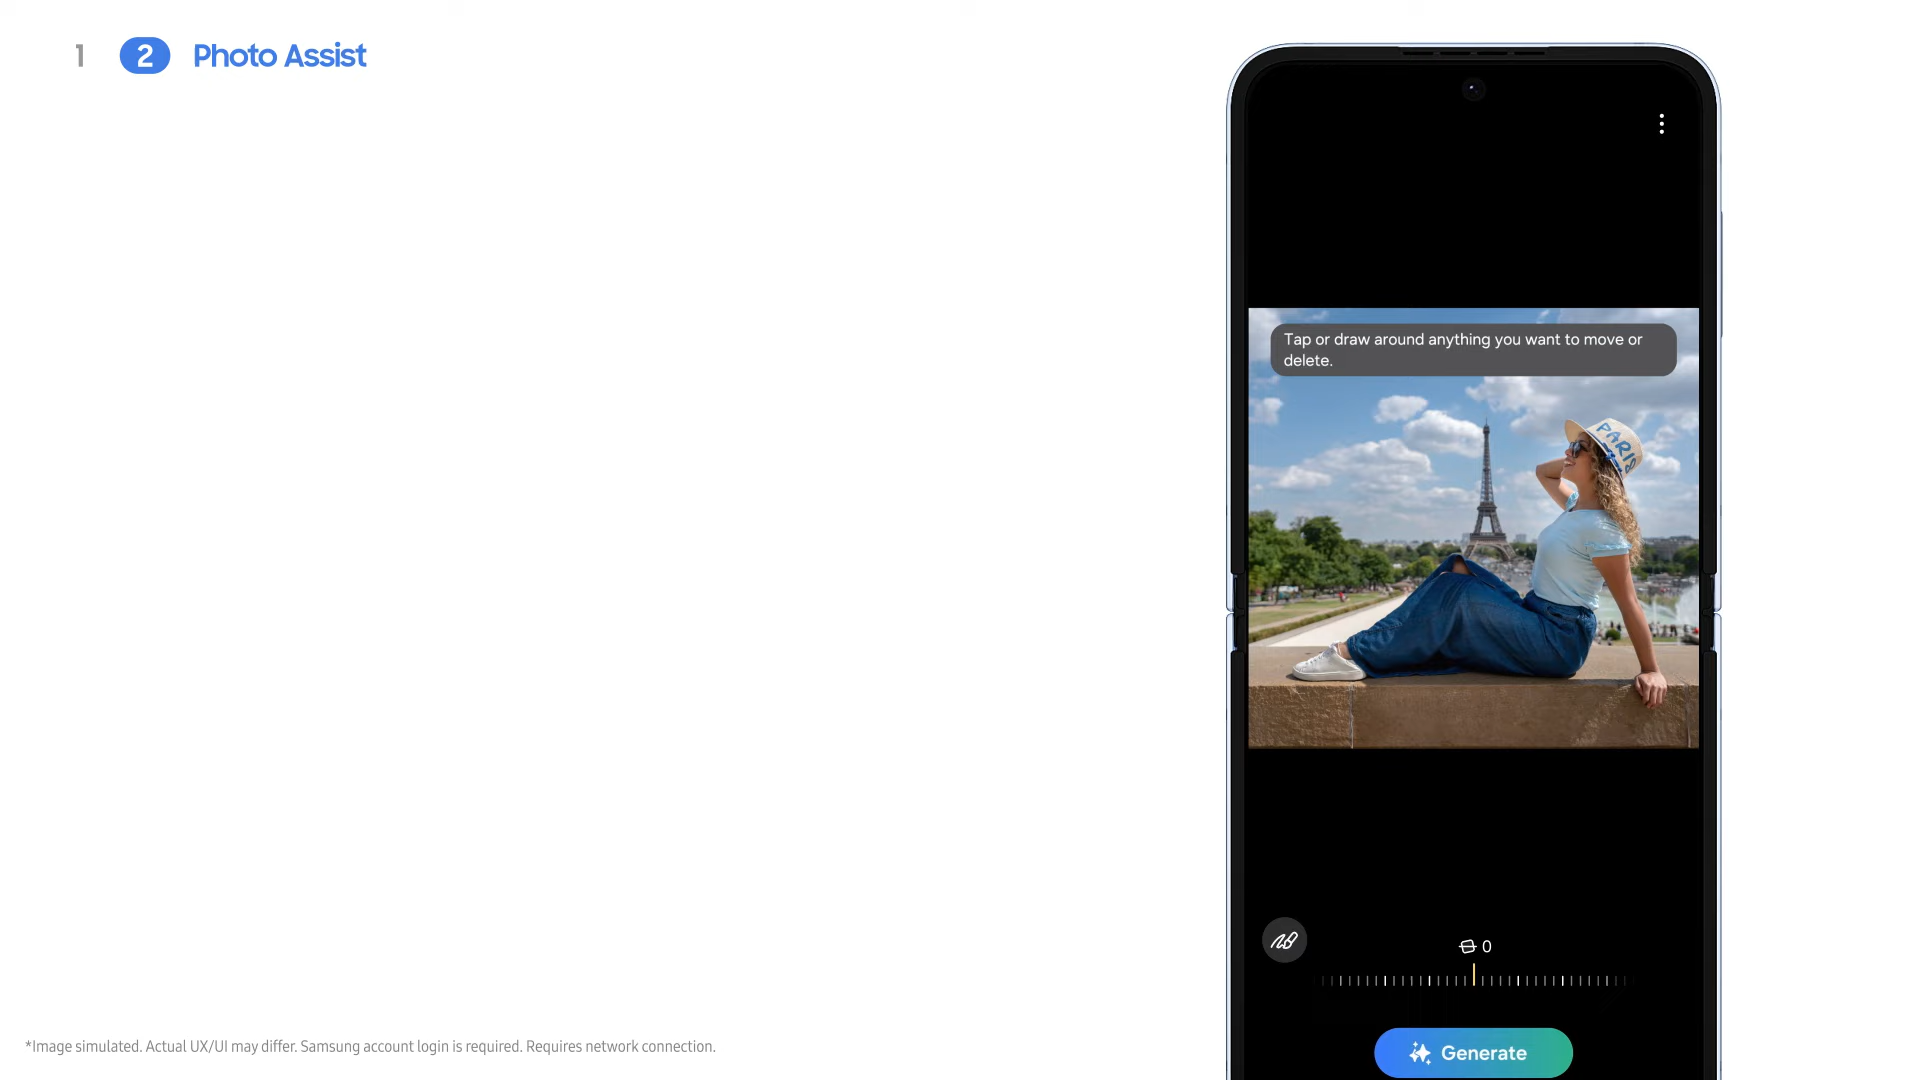 1 2 Photo Assist
Tap or draw around anything you want to move or
delete.
PARIS
0
Generate
*Image simulated. Actual UX/UI may differ. Samsung account login is required. Requires network connection.